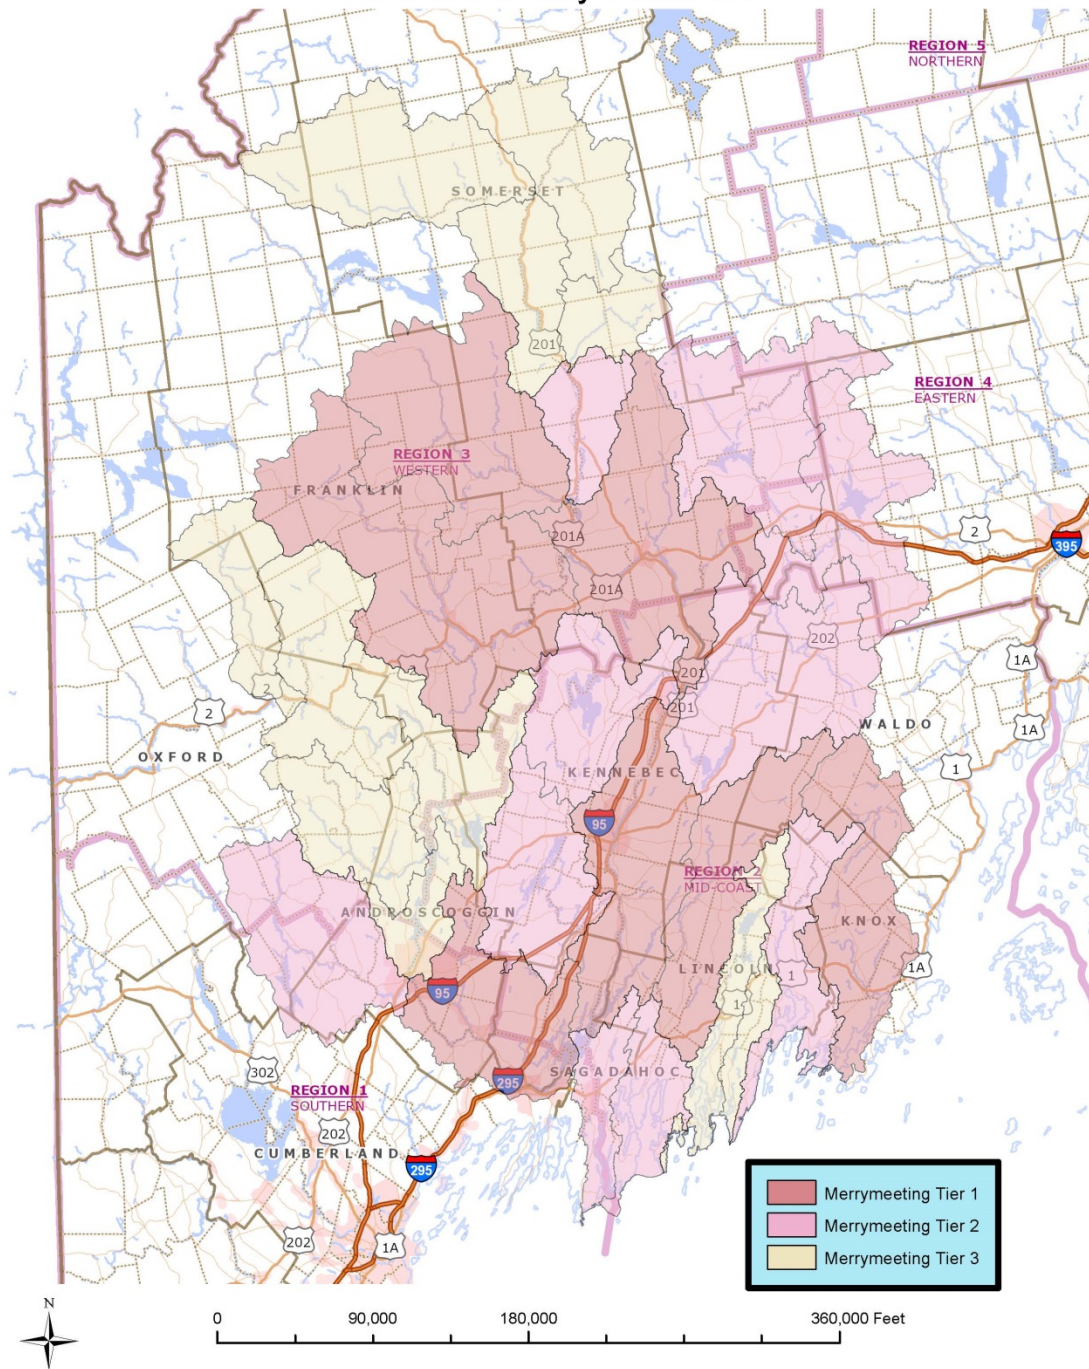 REGION 5
NORTHERN
SOMERSET
201
REGION 4
EASTERN
REGION 3
WESTERN
FRANKLIN
2
395
201A
201A
202
1A
201
201
2
2
1A
WALDO
OXFORD
1
KENNEBEC
95
REGION 2
MID-COAST
ANDROSCOGGIN
KNOX
1A
LINCOLN
1
95
1
302
295
SAGADAHOC
REGION 1
SOUTHERN
202
CUMBERLAND
295
202
1A
Merrymeeting Tier 1
Merrymeeting Tier 2
Merrymeeting Tier 3
N
0 90,000 180,000 360,000 Feet